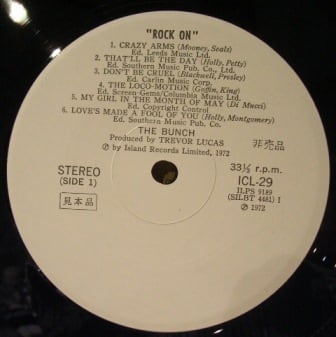 "ROCK ON"
1. CRAZY ARMS (Mooney, Seals)
Ed. Leeds Music Ltd.
2. THAT'LL BE THE DAY (Holly, Petty)
Ed. Southern Music Pub. Co., Ltd.
3. DON'T BE CRUEL (Blackwell, Presley)
Ed. Carlin Music Corp.
4. THE LOCO-MOTION (Goffin, King)
Ed. Screen Gems/Columbia Music Ltd.
5. MY GIRL IN THE MONTH OF MAY (Di Mucci)
Ed. Copyright Control
6. LOVE'S MADE A FOOL OF YOU (Holly, Montgomery)
Ed. Southern Music Pub. Co.
THE BUNCH
Produced by TREVOR LUCAS
℗ by Island Records Limited, 1972
非売品
STEREO
(SIDE 1)
見本品
33⅓ r.p.m.
ICL-29
ILPS 9189
(SILBT 4481) I
℗ 1972